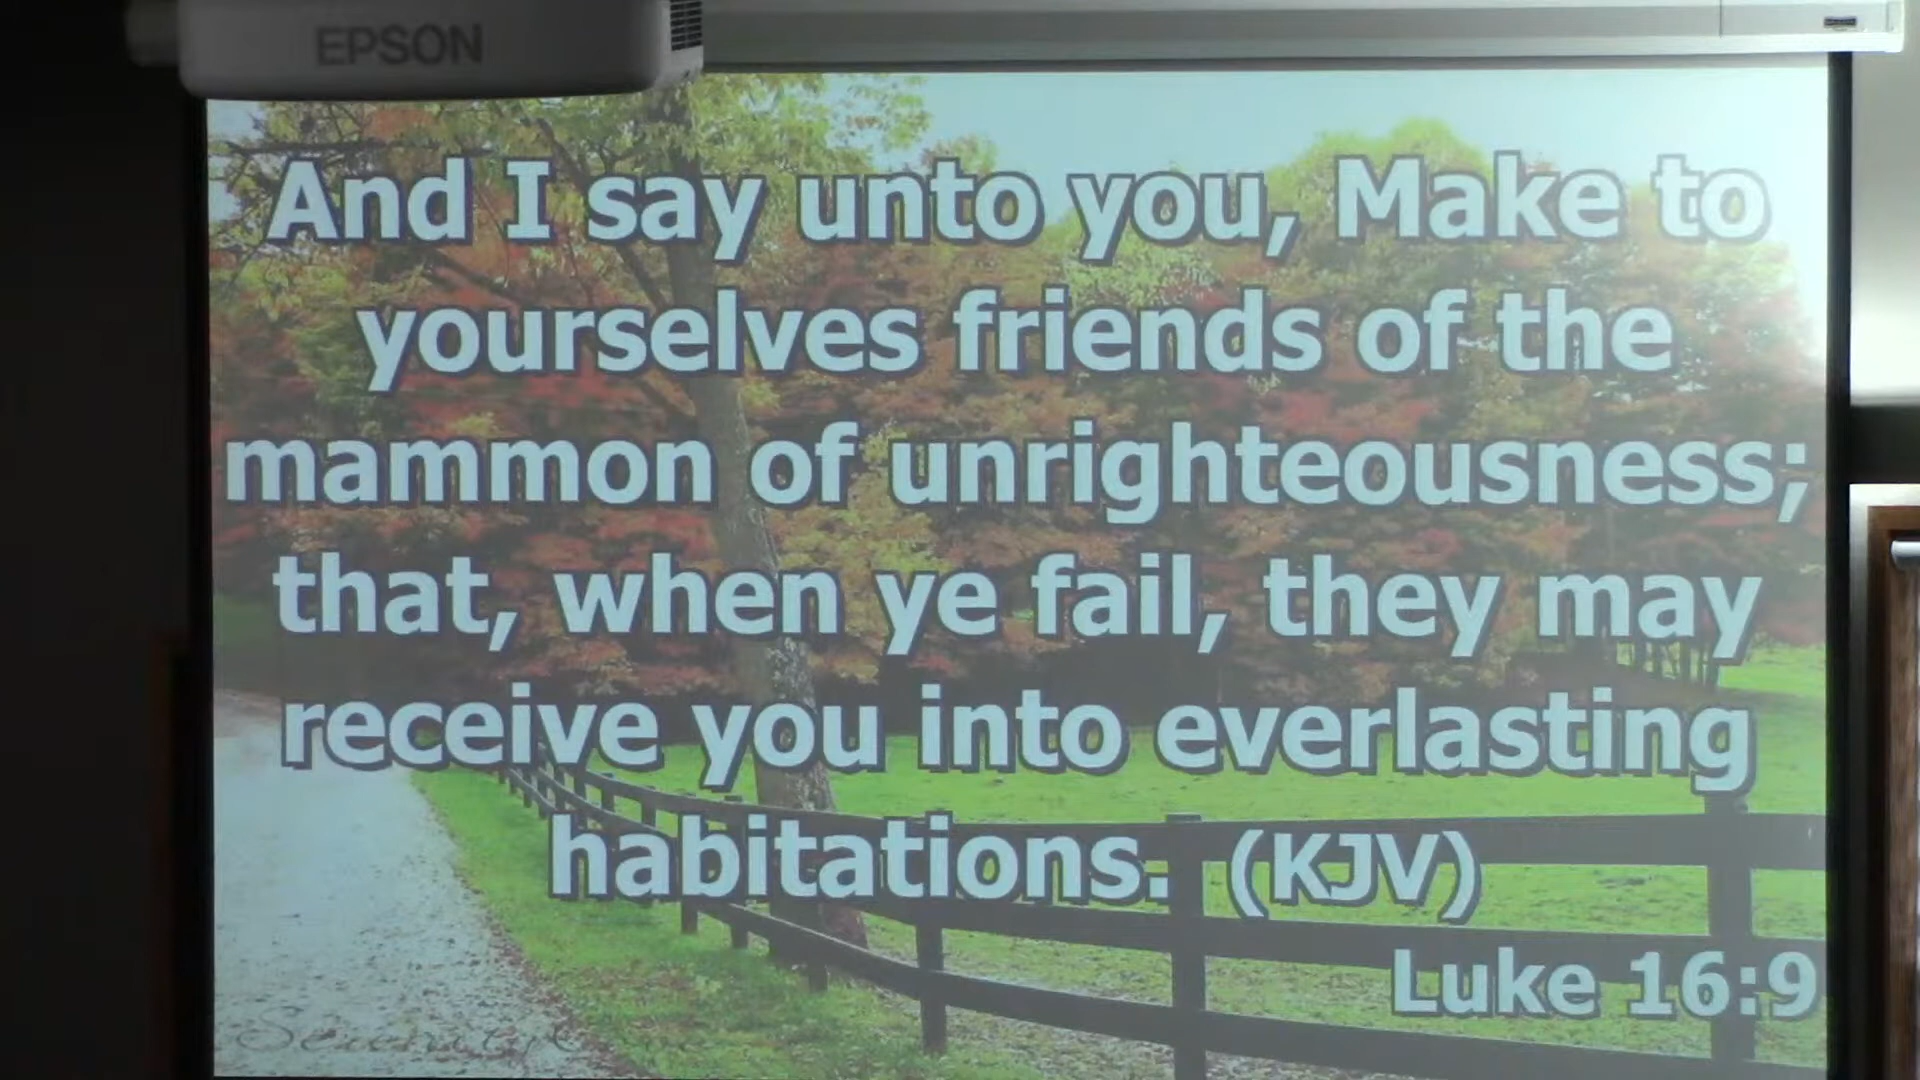 EPSON
And I say unto you, Make to
yourselves friends of the
mammon of unrighteousness;
that, when ye fail, they may
receive you into everlasting
habitations. (KJV)
Luke 16:9